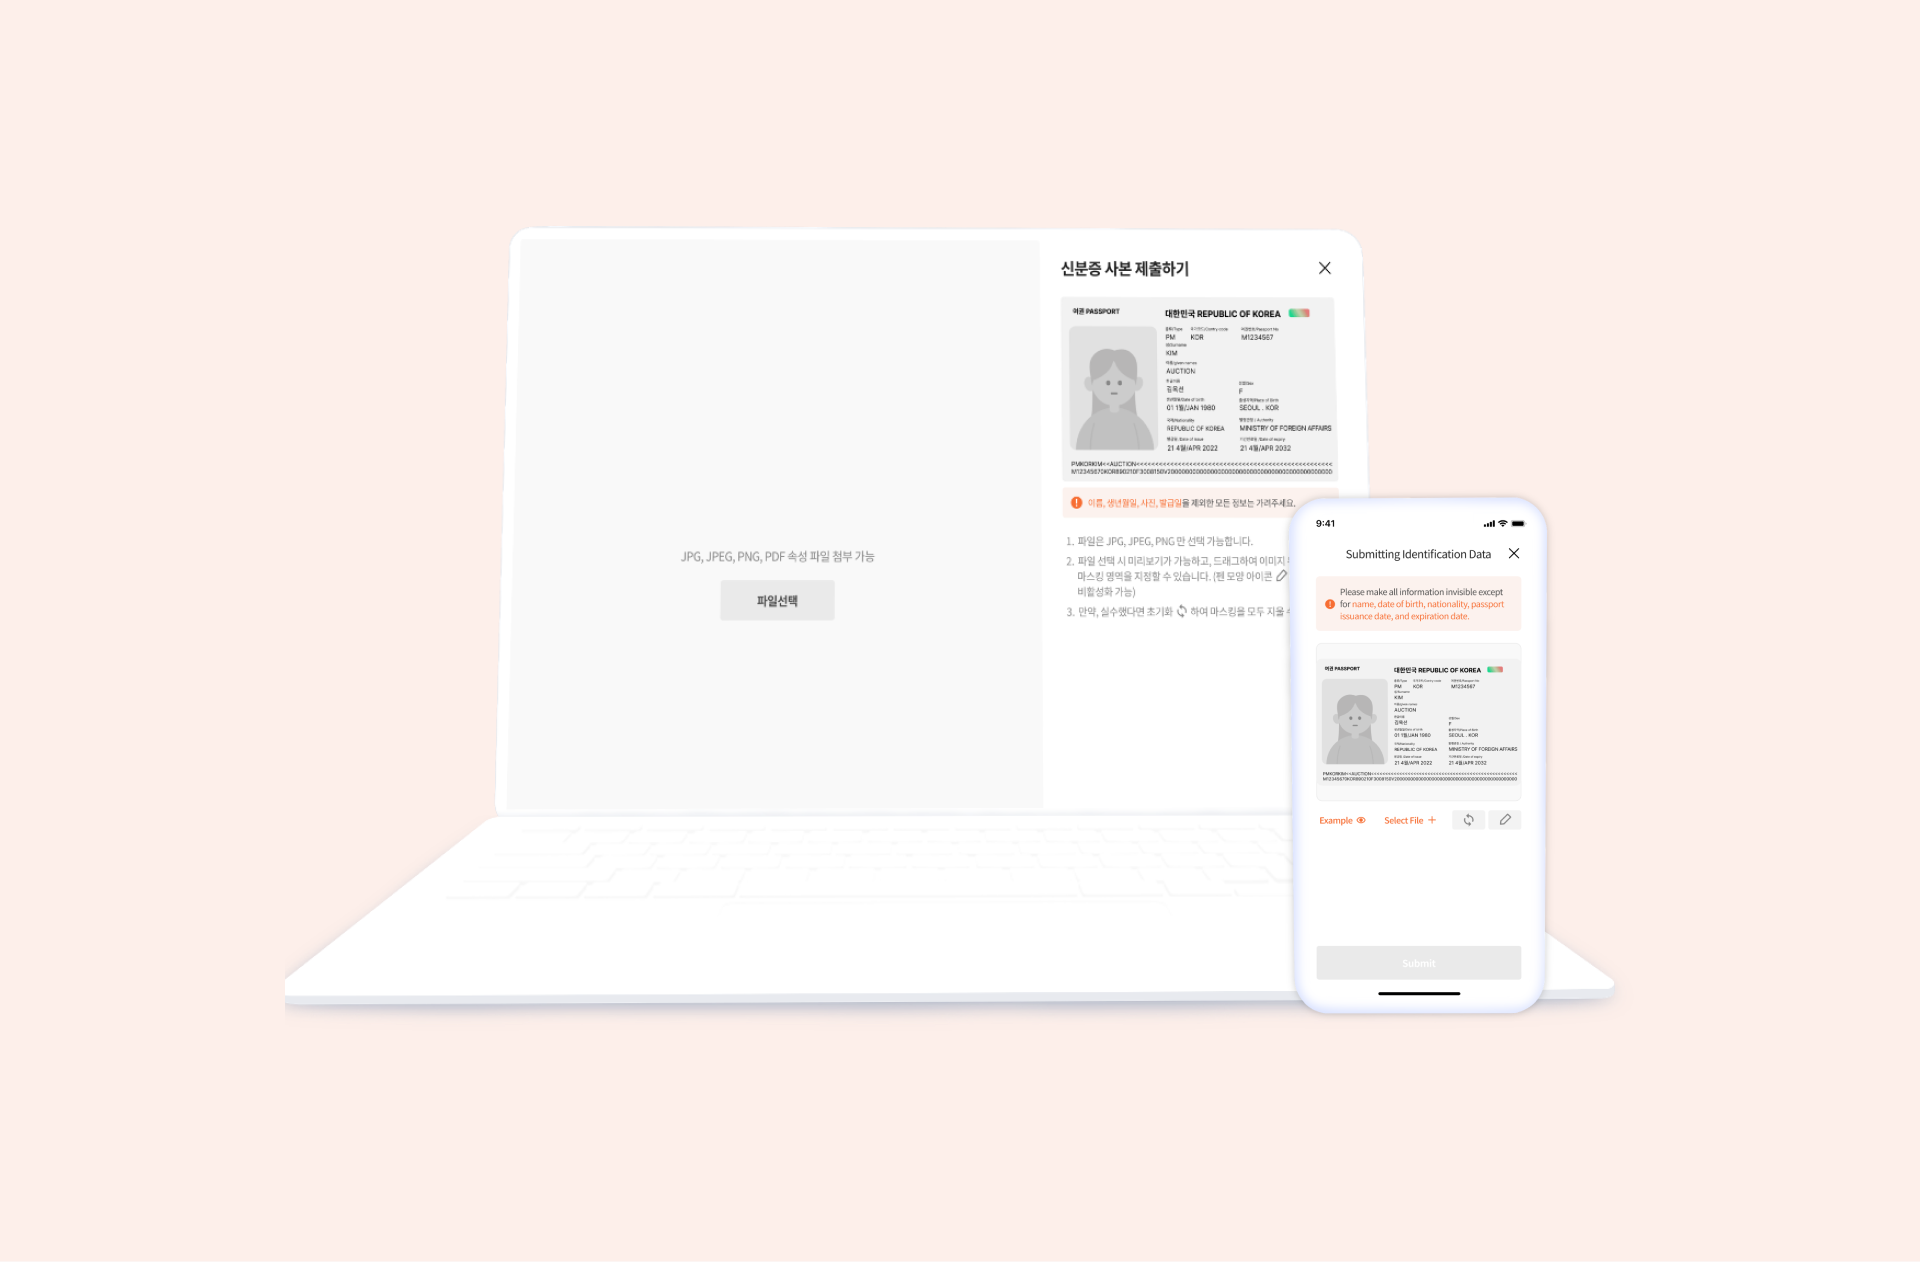 신분증 사본 제출하기
여권 PASSPORT
대한민국 REPUBLIC OF KOREA
PM KOR M1234567
KIM
AUCTION
김옥션
F
01 1월/JAN 1980
SEOUL . KOR
REPUBLIC OF KOREA
MINISTRY OF FOREIGN AFFAIRS
21 4월/APR 2022
21 4월/APR 2032
이름, 생년월일, 사진, 발급일을 제외한 모든 정보는 가려주세요.
1. 파일은 JPG, JPEG, PNG 만 선택 가능합니다.
2. 파일 선택 시 미리보기가 가능하고, 드래그하여 이미지
마스킹 영역을 지정할 수 있습니다. (펜 모양 아이콘
비활성화 가능)
3. 만약, 실수했다면 초기화 하여 마스킹을 모두 지울
JPG, JPEG, PNG, PDF 속성 파일 첨부 가능
파일선택
9:41
Submitting Identification Data
Please make all information invisible except
for name, date of birth, nationality, passport
issuance date, and expiration date.
여권 PASSPORT
대한민국 REPUBLIC OF KOREA
PM KOR M1234567
KIM
AUCTION
김옥션
F
01 1월/JAN 1980
SEOUL . KOR
REPUBLIC OF KOREA
MINISTRY OF FOREIGN AFFAIRS
21 4월/APR 2022
21 4월/APR 2032
Example
Select File
Submit